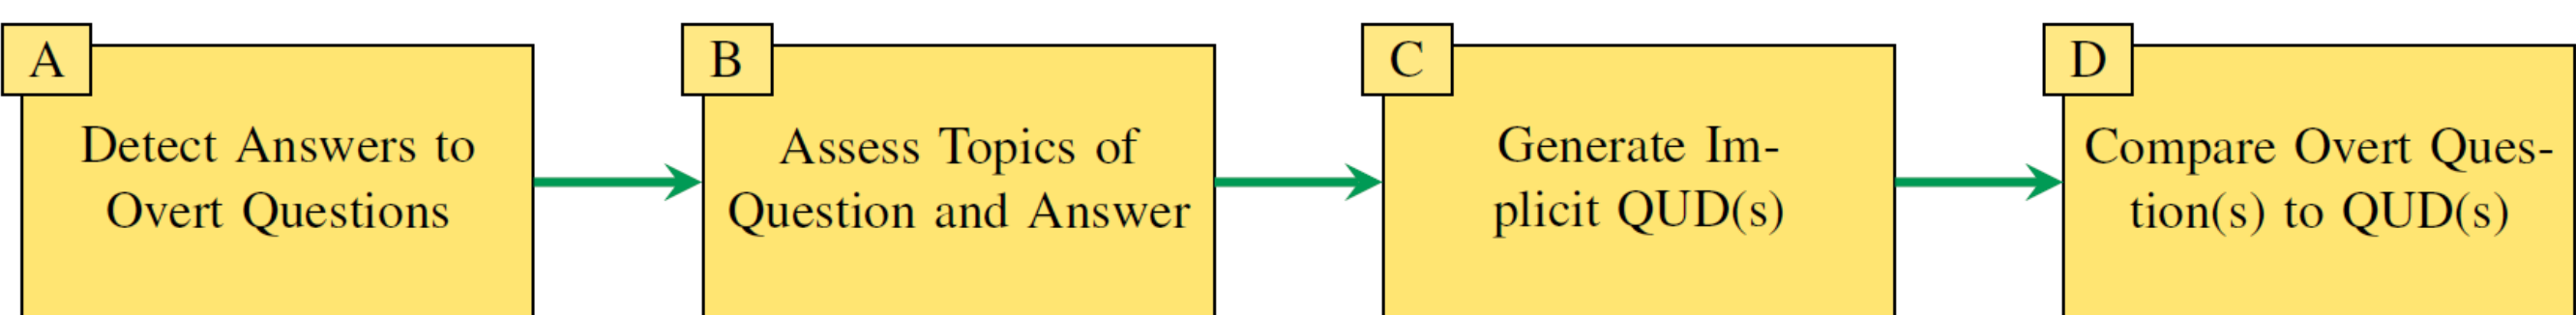 A
Detect Answers to
Overt Questions
B
Assess Topics of
Question and Answer
C
Generate Im-
plicit QUD(s)
D
Compare Overt Ques-
tion(s) to QUD(s)